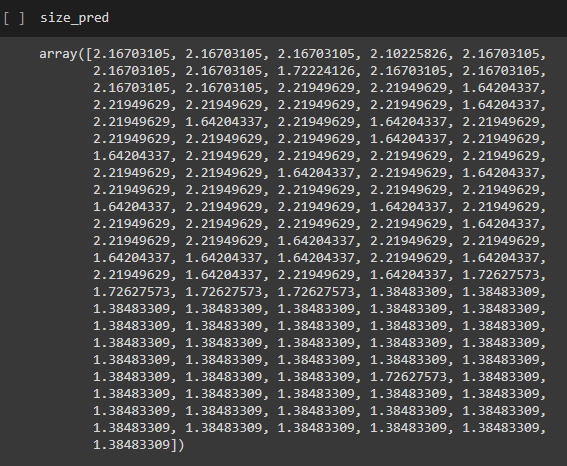 [ ] size_pred
array([2.16703105, 2.16703105, 2.16703105, 2.10225826, 2.16703105,
2.16703105, 2.16703105, 1.72224126, 2.16703105, 2.16703105,
2.16703105, 2.16703105, 2.21949629, 2.21949629, 1.64204337,
2.21949629, 2.21949629, 2.21949629, 2.21949629, 1.64204337,
2.21949629, 1.64204337, 2.21949629, 1.64204337, 2.21949629,
2.21949629, 2.21949629, 2.21949629, 1.64204337, 2.21949629,
1.64204337, 2.21949629, 2.21949629, 2.21949629, 2.21949629,
2.21949629, 2.21949629, 1.64204337, 2.21949629, 1.64204337,
2.21949629, 2.21949629, 2.21949629, 2.21949629, 2.21949629,
1.64204337, 2.21949629, 2.21949629, 1.64204337, 2.21949629,
2.21949629, 2.21949629, 2.21949629, 2.21949629, 1.64204337,
2.21949629, 2.21949629, 1.64204337, 2.21949629, 2.21949629,
1.64204337, 1.64204337, 1.64204337, 2.21949629, 1.64204337,
2.21949629, 1.64204337, 2.21949629, 1.64204337, 1.72627573,
1.72627573, 1.72627573, 1.72627573, 1.38483309, 1.38483309,
1.38483309, 1.38483309, 1.38483309, 1.38483309, 1.38483309,
1.38483309, 1.38483309, 1.38483309, 1.38483309, 1.38483309,
1.38483309, 1.38483309, 1.38483309, 1.38483309, 1.38483309,
1.38483309, 1.38483309, 1.38483309, 1.38483309, 1.38483309,
1.38483309, 1.38483309, 1.38483309, 1.72627573, 1.38483309,
1.38483309, 1.38483309, 1.38483309, 1.38483309, 1.38483309,
1.38483309, 1.38483309, 1.38483309, 1.38483309, 1.38483309,
1.38483309, 1.38483309, 1.38483309, 1.38483309, 1.38483309,
1.38483309])